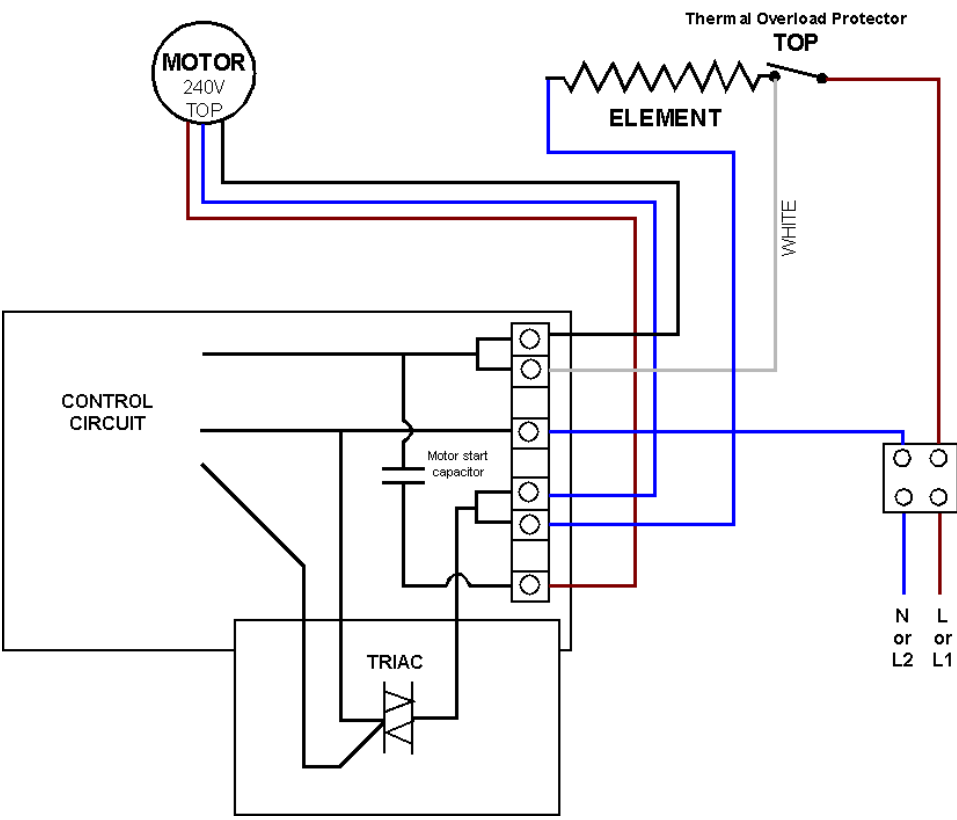 Thermal Overload Protector
TOP
MOTOR
240V
TOP
ELEMENT
WHITE
CONTROL
CIRCUIT
Motor start
capacitor
TRIAC
N L
or or
L2 L1